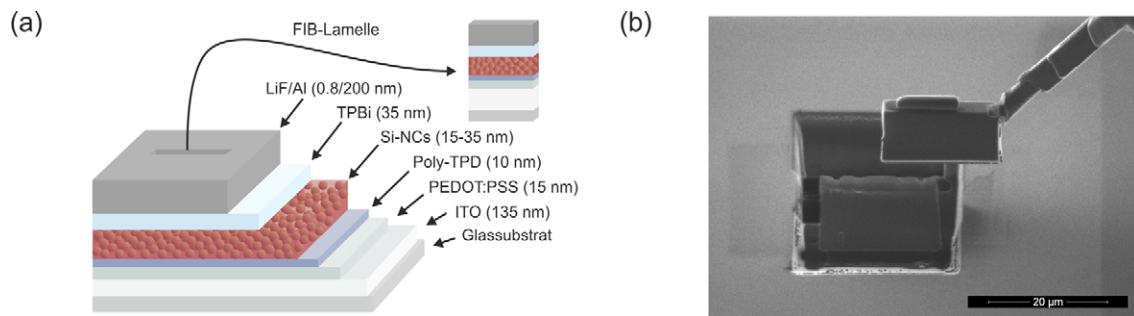 (a)
FIB-Lamelle
LiF/Al (0.8/200 nm)
TPBi (35 nm)
Si-NCs (15-35 nm)
Poly-TPD (10 nm)
PEDOT:PSS (15 nm)
ITO (135 nm)
Glassubstrat
(b)
20 µm